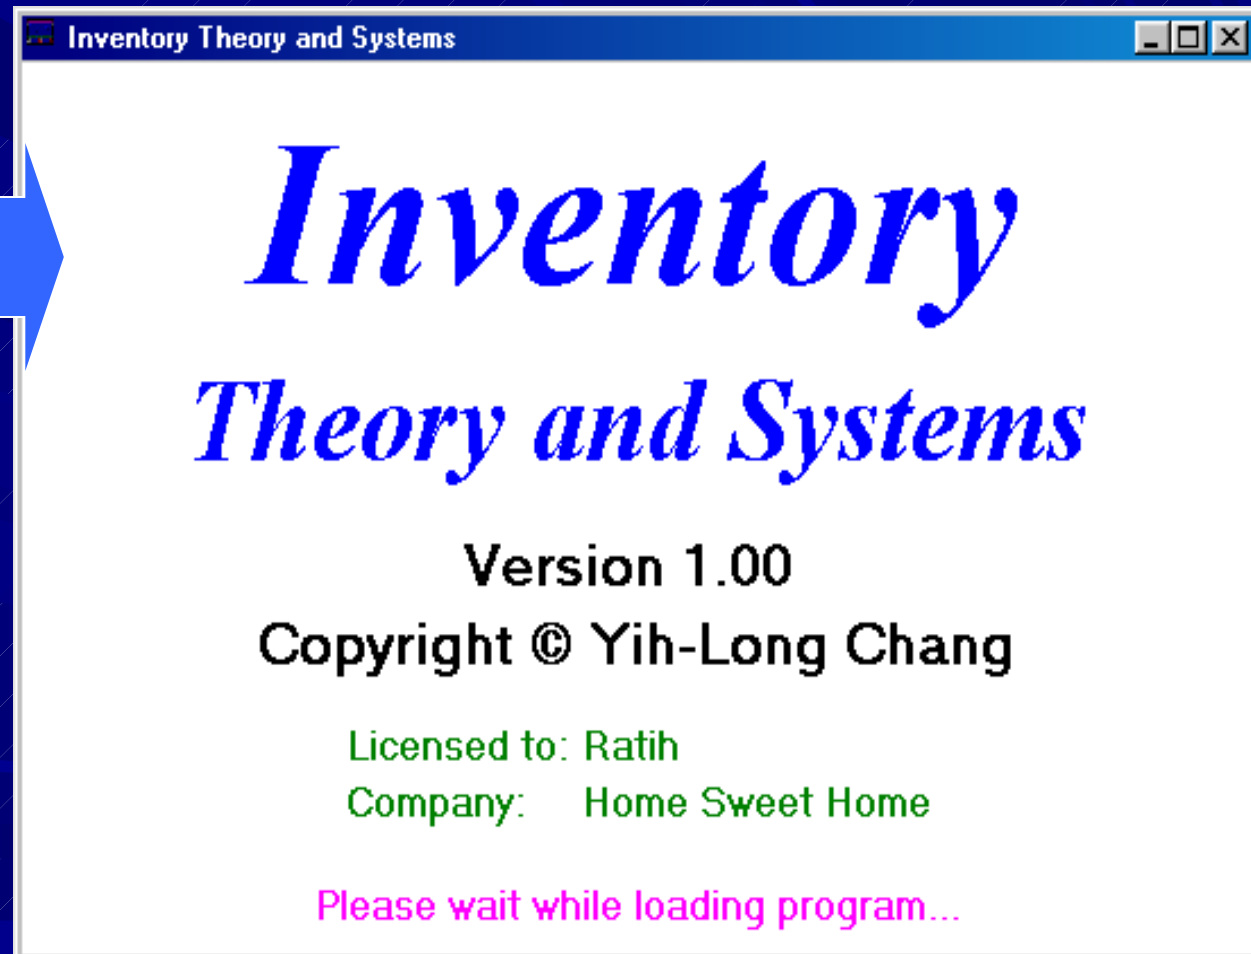 Inventory Theory and Systems
Inventory
Theory and Systems
Version 1.00
Copyright © Yih-Long Chang
Licensed to: Ratih
Company: Home Sweet Home
Please wait while loading program...